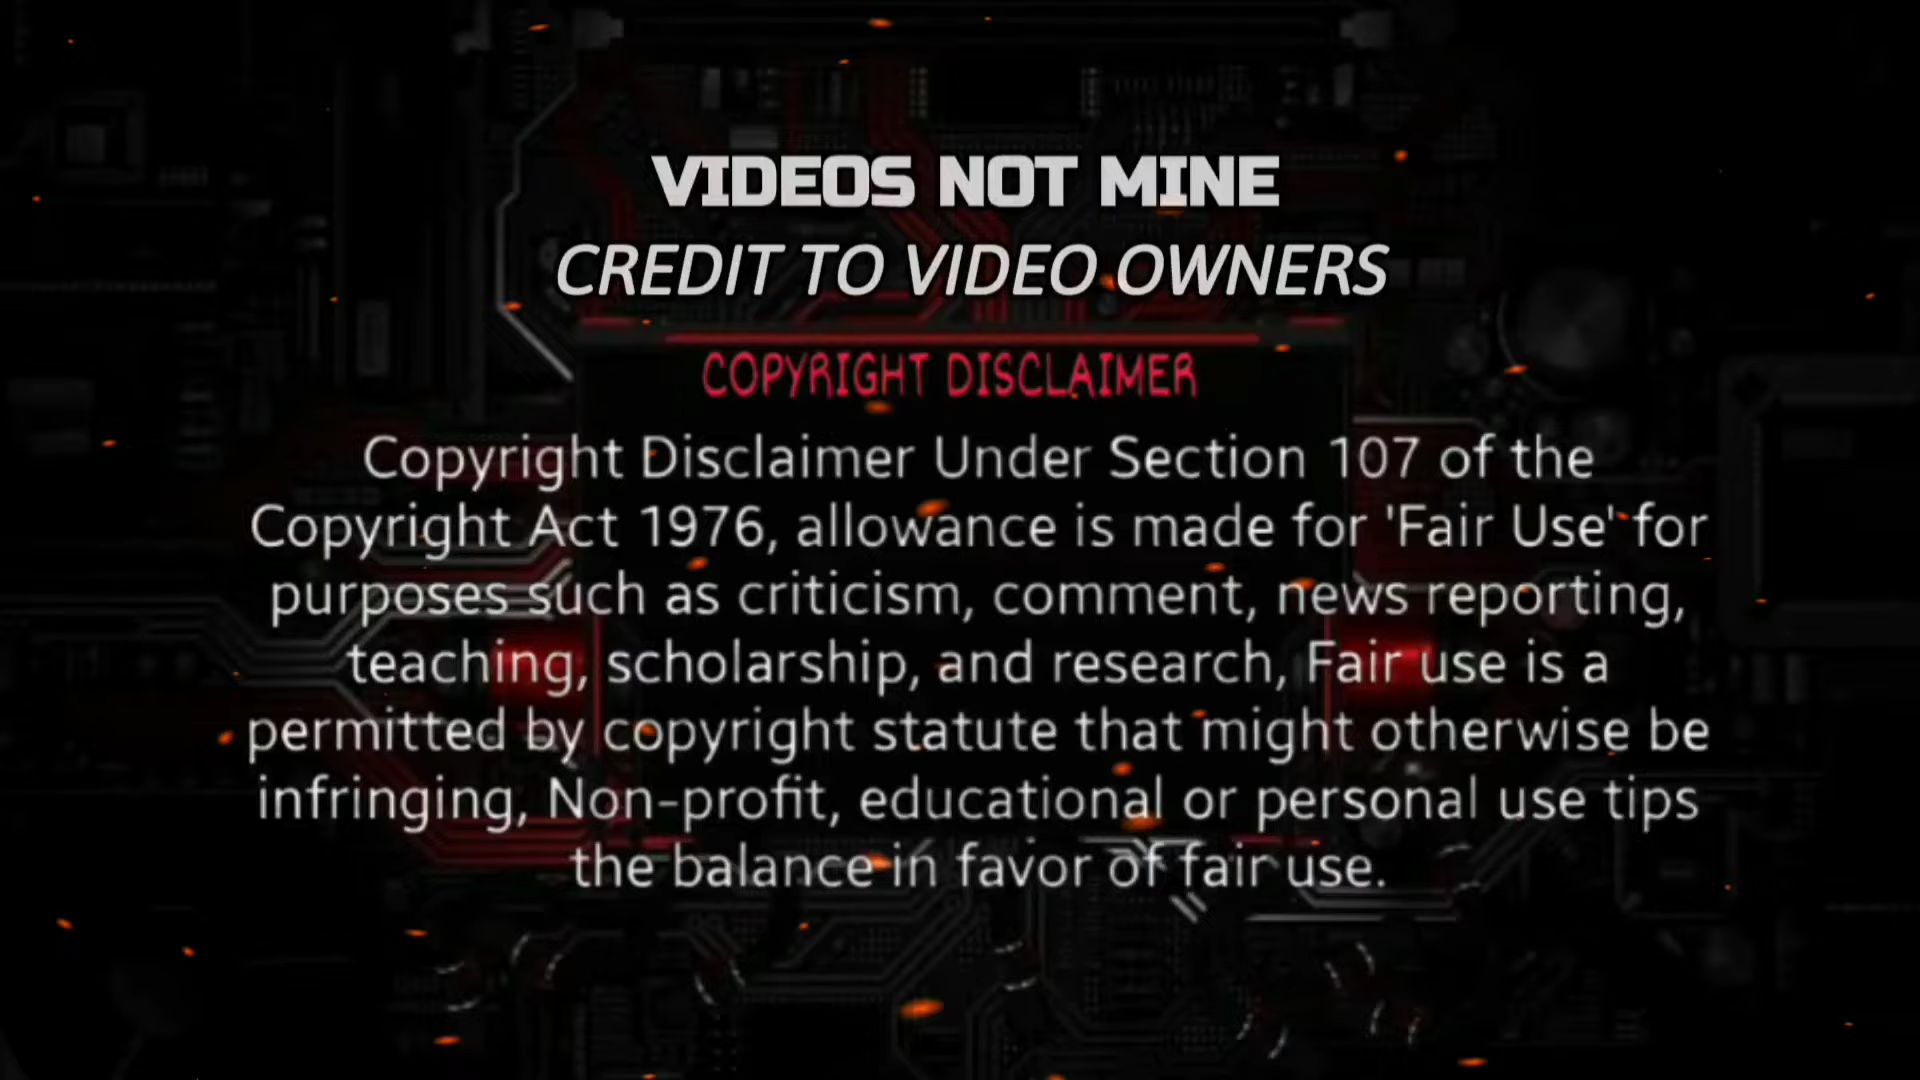 VIDEOS NOT MINE
CREDIT TO VIDEO OWNERS
COPYRIGHT DISCLAIMER
Copyright Disclaimer Under Section 107 of the
Copyright Act 1976, allowance is made for 'Fair Use' for
purposes such as criticism, comment, news reporting,
teaching, scholarship, and research, Fair use is a
permitted by copyright statute that might otherwise be
infringing, Non-profit, educational or personal use tips
the balance in favor of fair use.